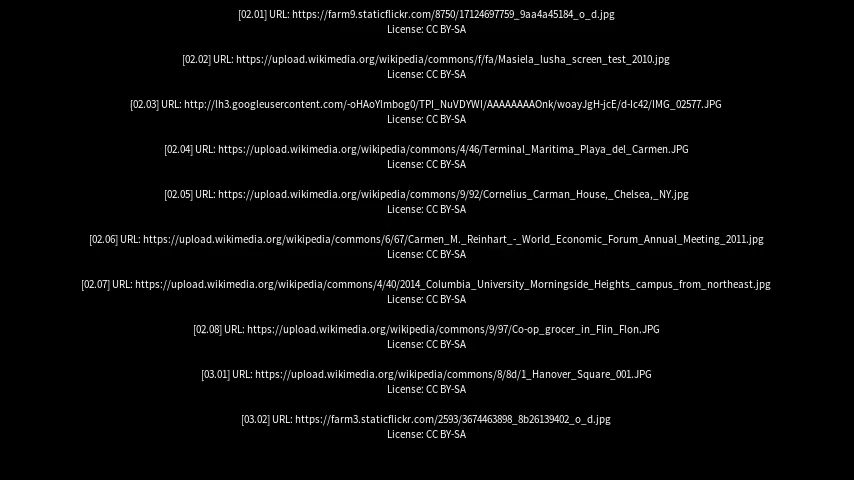 [02.01] URL: https://farm9.staticflickr.com/8750/17124697759_9aa4a45184_o_d.jpg
License: CC BY-SA
[02.02] URL: https://upload.wikimedia.org/wikipedia/commons/f/fa/Masiela_lusha_screen_test_2010.jpg
License: CC BY-SA
[02.03] URL: http://lh3.googleusercontent.com/-oHAoYlmbog0/TPI_NuVDYWI/AAAAAAAAOnk/woayJgH-jcE/d-Ic42/IMG_02577.JPG
License: CC BY-SA
[02.04] URL: https://upload.wikimedia.org/wikipedia/commons/4/46/Terminal_Maritima_Playa_del_Carmen.JPG
License: CC BY-SA
[02.05] URL: https://upload.wikimedia.org/wikipedia/commons/9/92/Cornelius_Carman_House,_Chelsea,_NY.jpg
License: CC BY-SA
[02.06] URL: https://upload.wikimedia.org/wikipedia/commons/6/67/Carmen_M._Reinhart_-_World_Economic_Forum_Annual_Meeting_2011.jpg
License: CC BY-SA
[02.07] URL: https://upload.wikimedia.org/wikipedia/commons/4/40/2014_Columbia_University_Morningside_Heights_campus_from_northeast.jpg
License: CC BY-SA
[02.08] URL: https://upload.wikimedia.org/wikipedia/commons/9/97/Co-op_grocer_in_Flin_Flon.JPG
License: CC BY-SA
[03.01] URL: https://upload.wikimedia.org/wikipedia/commons/8/8d/1_Hanover_Square_001.JPG
License: CC BY-SA
[03.02] URL: https://farm3.staticflickr.com/2593/3674463898_8b26139402_o_d.jpg
License: CC BY-SA